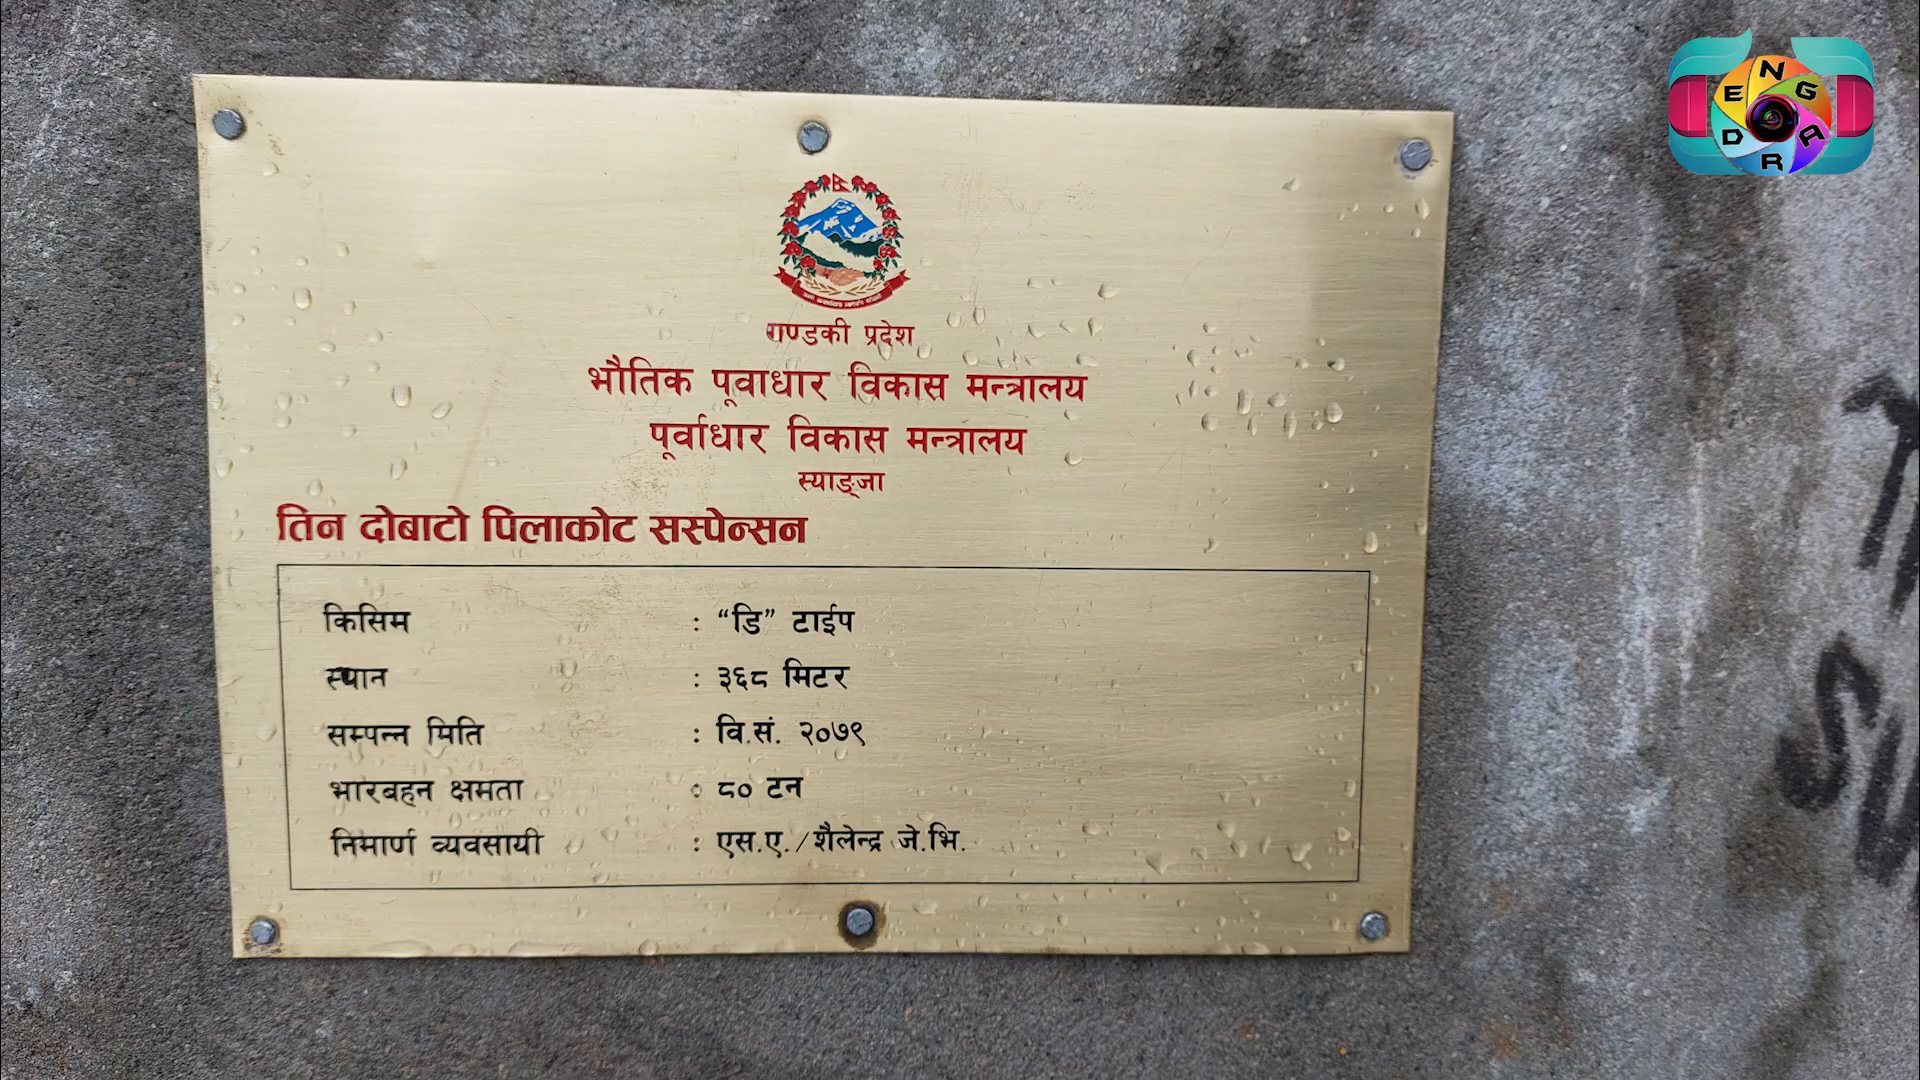 गण्डकी प्रदेश
भौतिक पूवाधार विकास मन्त्रालय
पूर्वाधार विकास मन्त्रालय
स्याङ्जा
तिन दोबाटो पिलाकोट सस्पेन्सन
किसिम : “डि” टाईप
स्थान : ३६८ मिटर
सम्पन्न मिति : वि.सं. २०७९
भारबहन क्षमता : ८० टन
निमार्ण व्यवसायी : एस.ए./शैलेन्द्र जे.भि.
ENGDRA